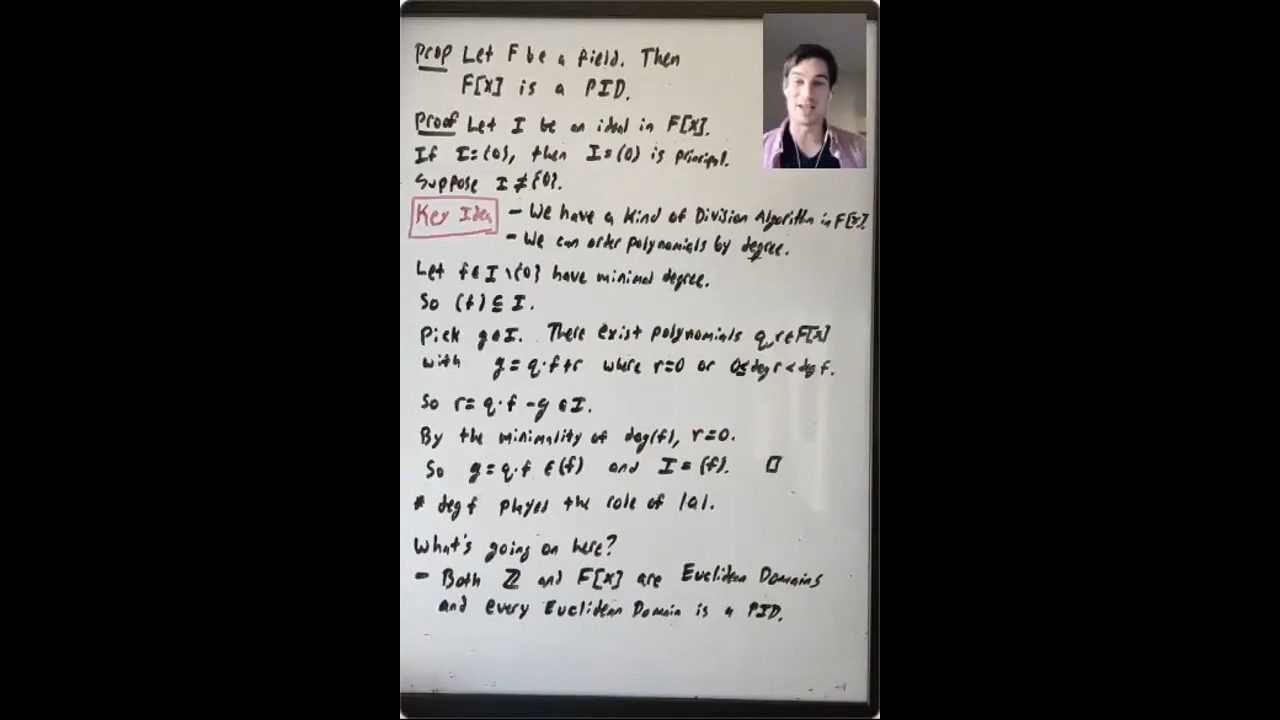 Prop Let F be a field. Then
F[x] is a PID.
Proof Let I be an ideal in F[x].
If I={0}, then I=(0) is principal.
Suppose I≠{0}.
Key Idea - We have a kind of Division Algorithm in F[x].
- We can order polynomials by degree.
Let f∈I\{0} have minimal degree.
So (f)⊆I.
Pick g∈I. There exist polynomials q,r∈F[x]
with g=q·f+r where r=0 or 0≤deg r<deg f.
So r=q·f-g∈I.
By the minimality of deg(f), r=0.
So g=q·f∈(f) and I=(f). □
* deg f played the role of |a|.
What's going on here?
- Both ℤ and F[x] are Euclidean Domains
and every Euclidean Domain is a PID.